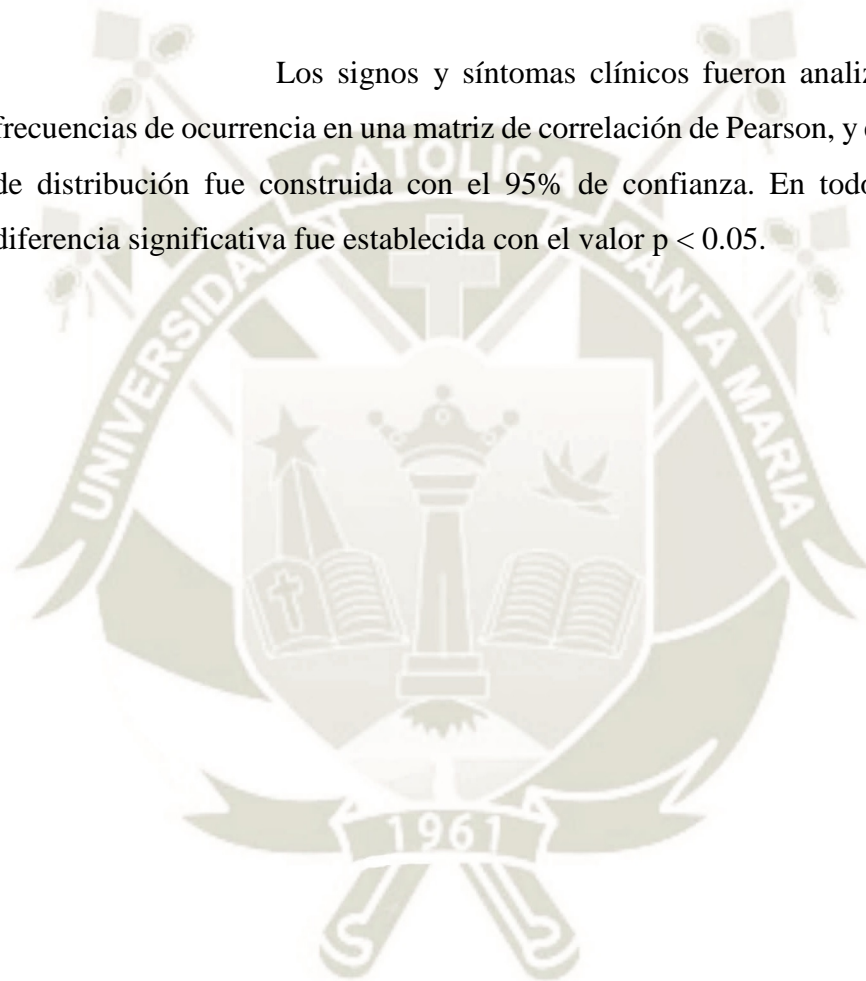 Los signos y síntomas clínicos fueron analiz
frecuencias de ocurrencia en una matriz de correlación de Pearson, y
de distribución fue construida con el 95% de confianza. En todo
diferencia significativa fue establecida con el valor p < 0.05.
UNIVERSIDAD CATOLICA SANTA MARIA
1961